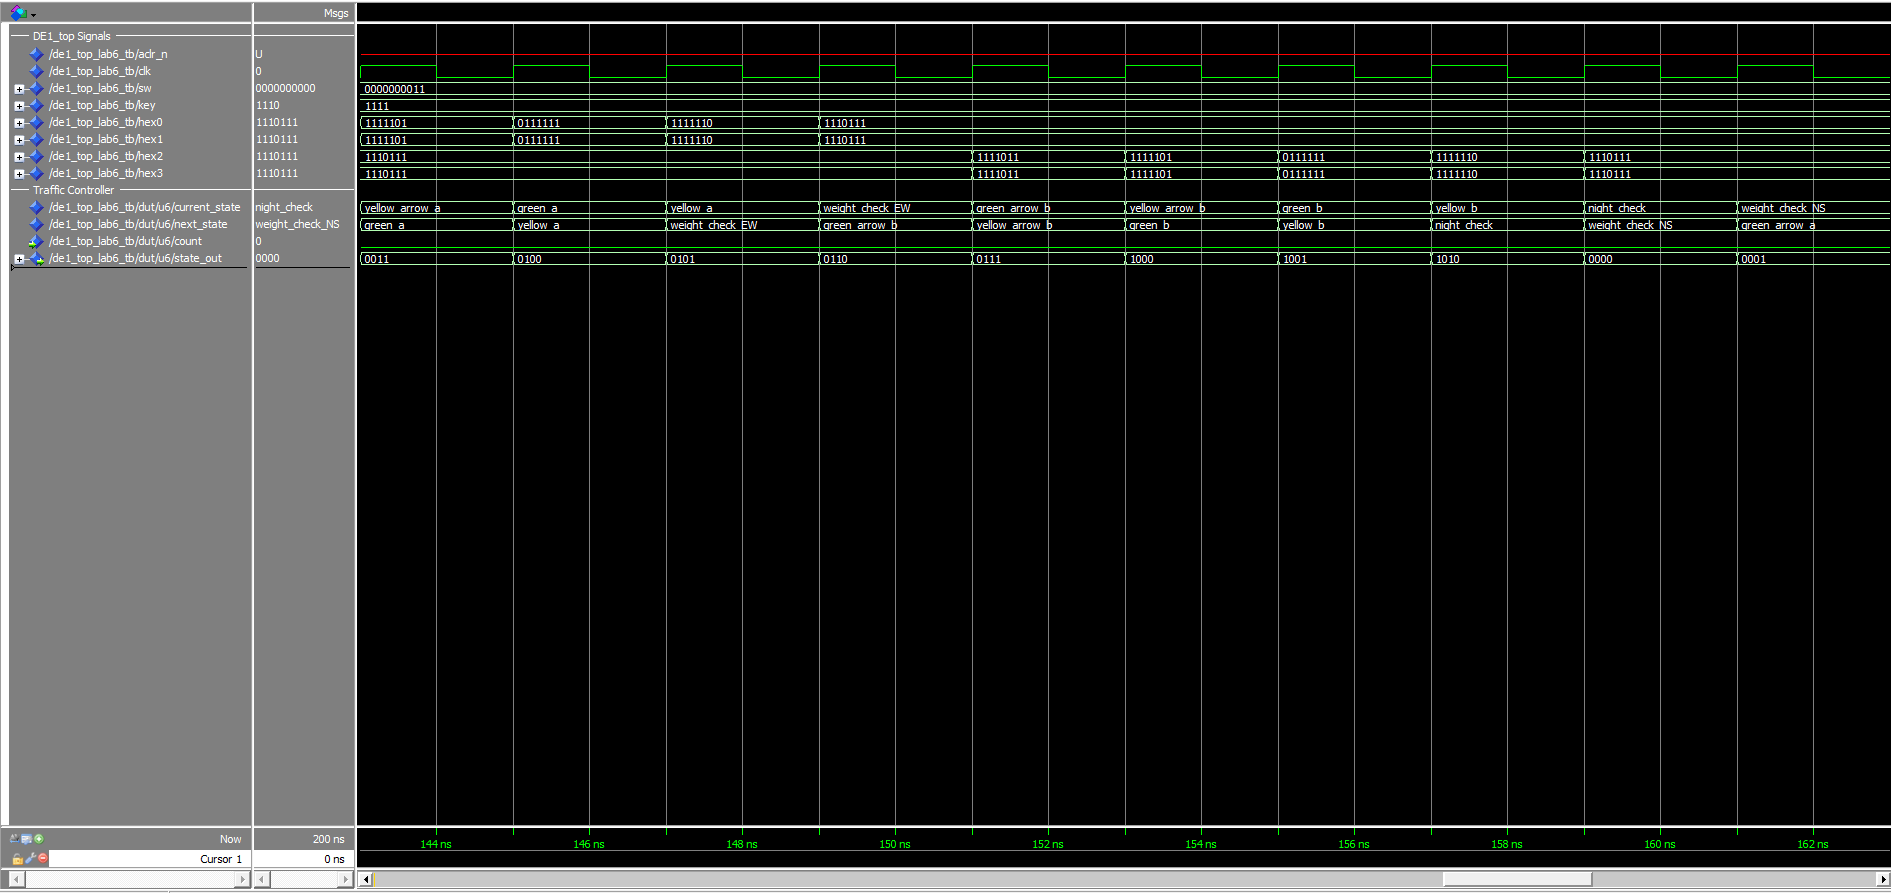 Msgs
DE1_top Signals
/de1_top_lab6_tb/aclr_n U
/de1_top_lab6_tb/clk 0
/de1_top_lab6_tb/sw 0000000000 0000000011
/de1_top_lab6_tb/key 1110 1111
/de1_top_lab6_tb/hex0 1110111 1111101 0111111 1111110 1110111
/de1_top_lab6_tb/hex1 1110111 1111101 0111111 1111110 1110111
/de1_top_lab6_tb/hex2 1110111 1110111 1111011 1111101 0111111 1111110 1110111
/de1_top_lab6_tb/hex3 1110111 1110111 1111011 1111101 0111111 1111110 1110111
Traffic Controller
/de1_top_lab6_tb/dut/u6/current_state night_check yellow_arrow_a green_a yellow_a weight_check_EW green_arrow_b yellow_arrow_b green_b yellow_b night_check weight_check_NS
/de1_top_lab6_tb/dut/u6/next_state weight_check_NS green_a yellow_a weight_check_EW green_arrow_b yellow_arrow_b green_b yellow_b night_check weight_check_NS green_arrow_a
/de1_top_lab6_tb/dut/u6/count 0
/de1_top_lab6_tb/dut/u6/state_out 0000 0011 0100 0101 0110 0111 1000 1001 1010 0000 0001
Now 200 ns 144 ns 146 ns 148 ns 150 ns 152 ns 154 ns 156 ns 158 ns 160 ns 162 ns
Cursor 1 0 ns